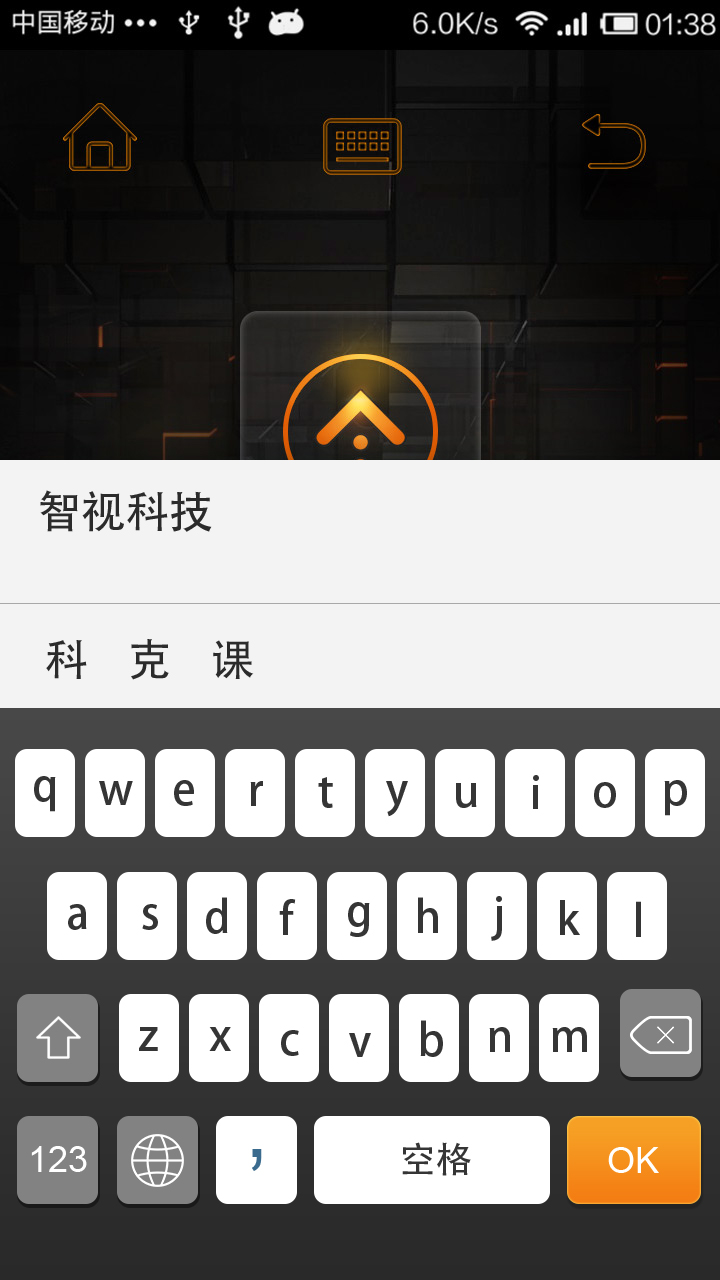 中国移动 ••• 6.0K/s 01:38
智视科技
科 克 课
q w e r t y u i o p
a s d f g h j k l
z x c v b n m
123 , 空格 OK